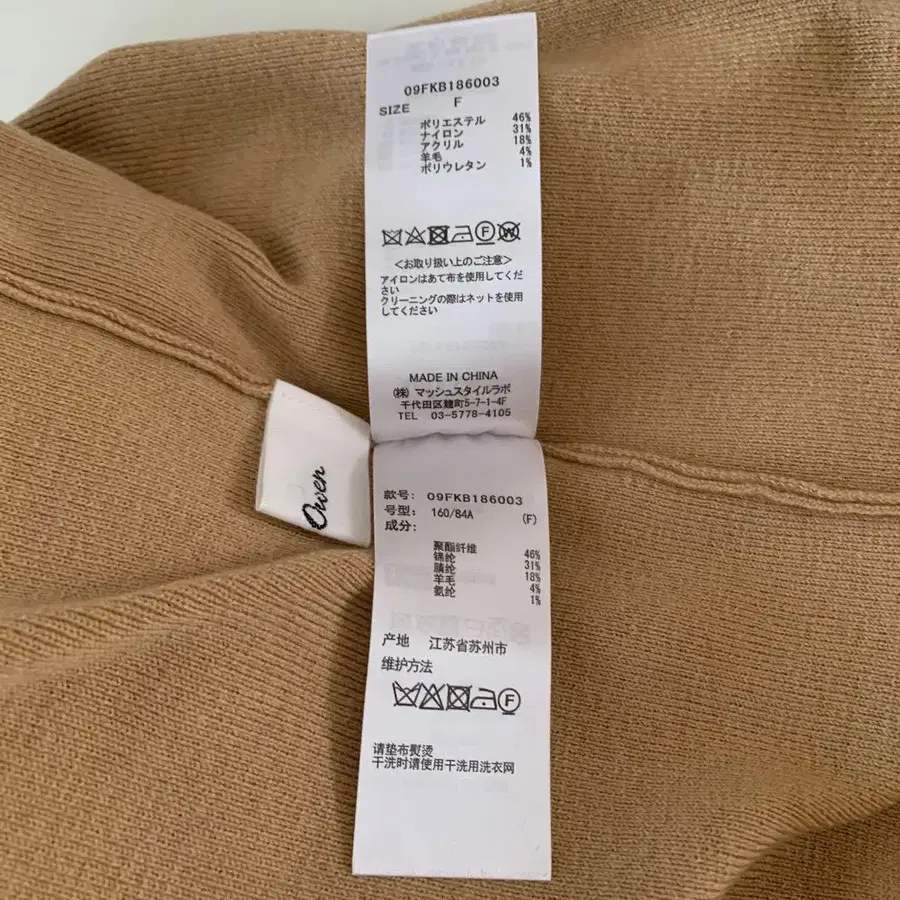 09FKB186003
SIZE F
ポリエステル 46%
ナイロン 31%
アクリル 18%
羊毛 4%
ポリウレタン 1%
F W
<お取り扱い上のご注意>
アイロンはあて布を使用してくだ
さい
クリーニングの際はネットを使用
してください
MADE IN CHINA
(株) マッシュスタイルラボ
千代田区麹町5-7-1-4F
TEL 03-5778-4105
Owen
款号: 09FKB186003
号型: 160/84A (F)
成分:
聚酯纤维 46%
锦纶 31%
腈纶 18%
羊毛 4%
氨纶 1%
产地 江苏省苏州市
维护方法
F
请垫布熨烫
干洗时请使用干洗用洗衣网